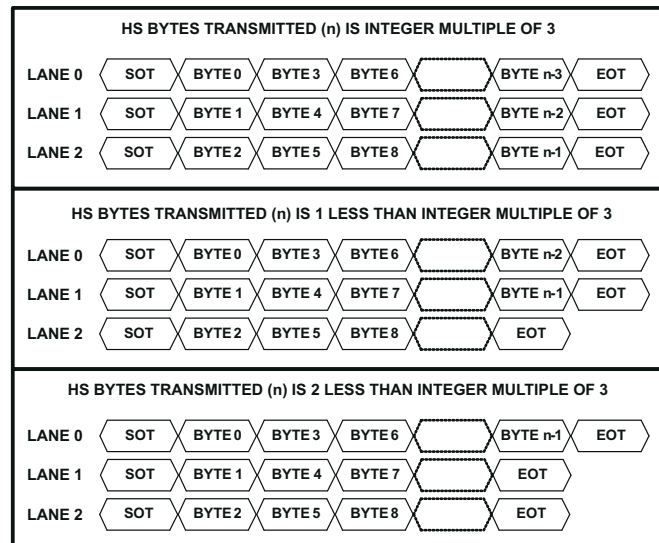 HS BYTES TRANSMITTED (n) IS INTEGER MULTIPLE OF 3
LANE 0 SOT BYTE 0 BYTE 3 BYTE 6 BYTE n-3 EOT
LANE 1 SOT BYTE 1 BYTE 4 BYTE 7 BYTE n-2 EOT
LANE 2 SOT BYTE 2 BYTE 5 BYTE 8 BYTE n-1 EOT
HS BYTES TRANSMITTED (n) IS 1 LESS THAN INTEGER MULTIPLE OF 3
LANE 0 SOT BYTE 0 BYTE 3 BYTE 6 BYTE n-2 EOT
LANE 1 SOT BYTE 1 BYTE 4 BYTE 7 BYTE n-1 EOT
LANE 2 SOT BYTE 2 BYTE 5 BYTE 8 EOT
HS BYTES TRANSMITTED (n) IS 2 LESS THAN INTEGER MULTIPLE OF 3
LANE 0 SOT BYTE 0 BYTE 3 BYTE 6 BYTE n-1 EOT
LANE 1 SOT BYTE 1 BYTE 4 BYTE 7 EOT
LANE 2 SOT BYTE 2 BYTE 5 BYTE 8 EOT